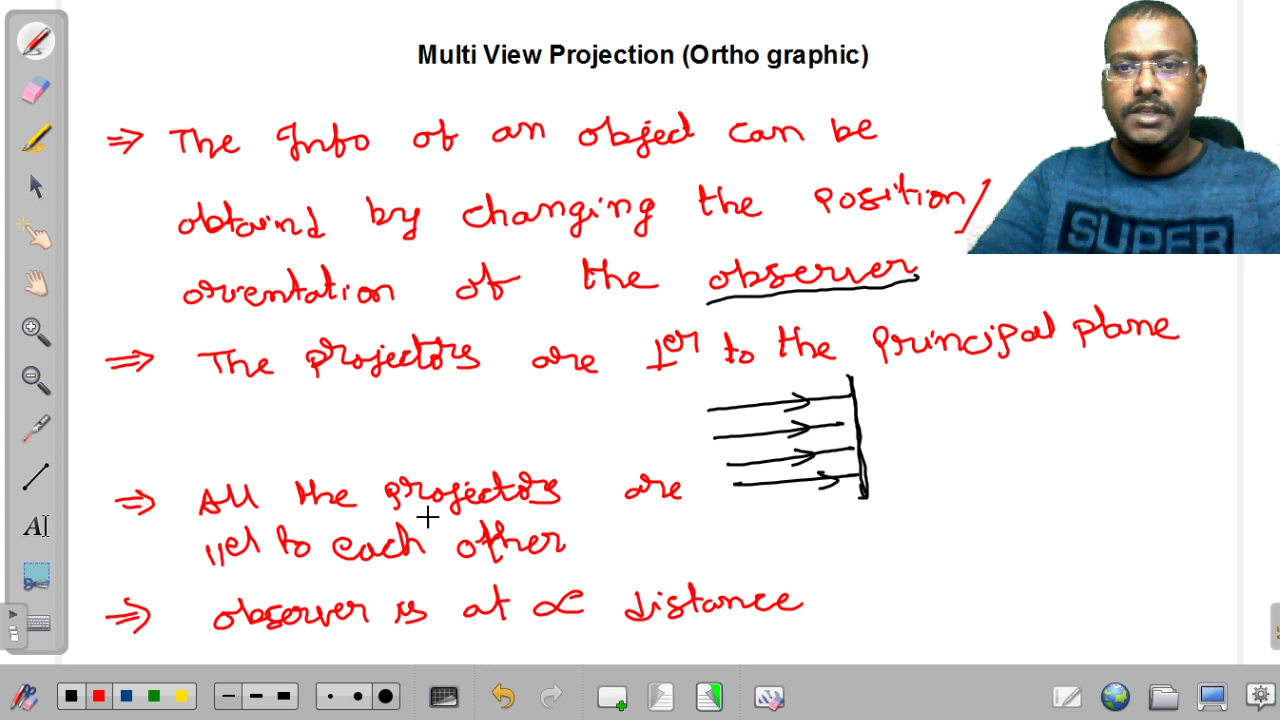 Multi View Projection (Ortho graphic)
⇒ The Info of an object can be
obtaind by changing the position/
orientation of the observer
⇒ The projectors are ⊥er to the principal plane
⇒ All the projectors are
||el to each other
⇒ observer is at ∝ distance
SUPER
AI